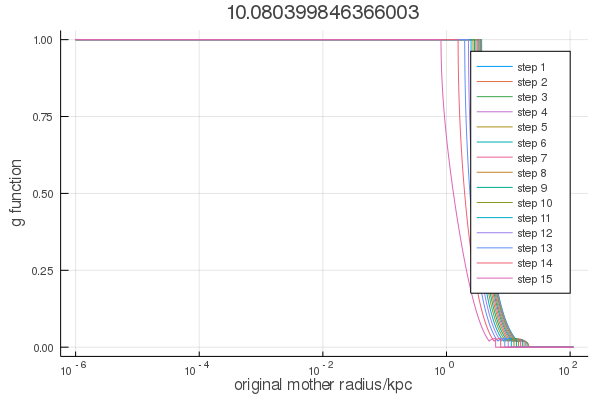 10.080399846366003
g function
1.00
0.75
0.50
0.25
0.00
step 1
step 2
step 3
step 4
step 5
step 6
step 7
step 8
step 9
step 10
step 11
step 12
step 13
step 14
step 15
10^-6 10^-4 10^-2 10^0 10^2
original mother radius/kpc